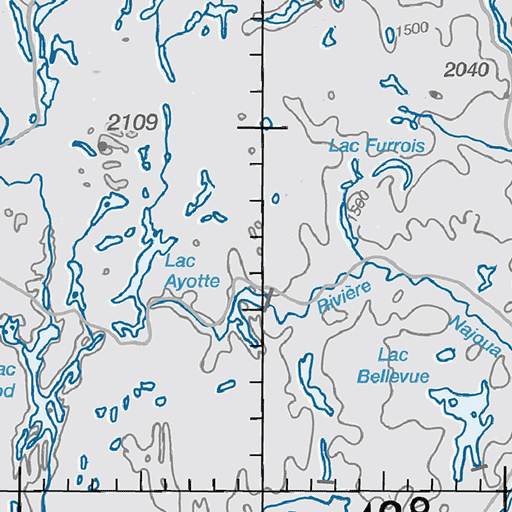 1500
2040
2109
Lac Furrois
1500
Lac
Ayotte
Rivière
Najoua
Lac
Bellevue